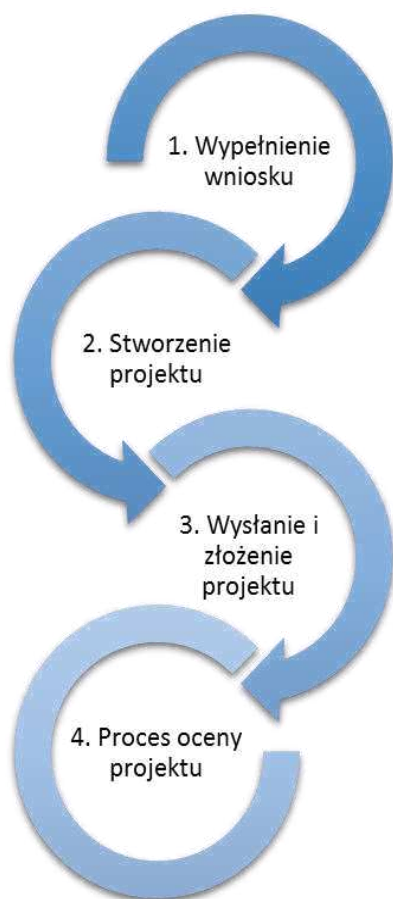 1. Wypełnienie
wniosku
2. Stworzenie
projektu
3. Wysłanie i
złożenie
projektu
4. Proces oceny
projektu